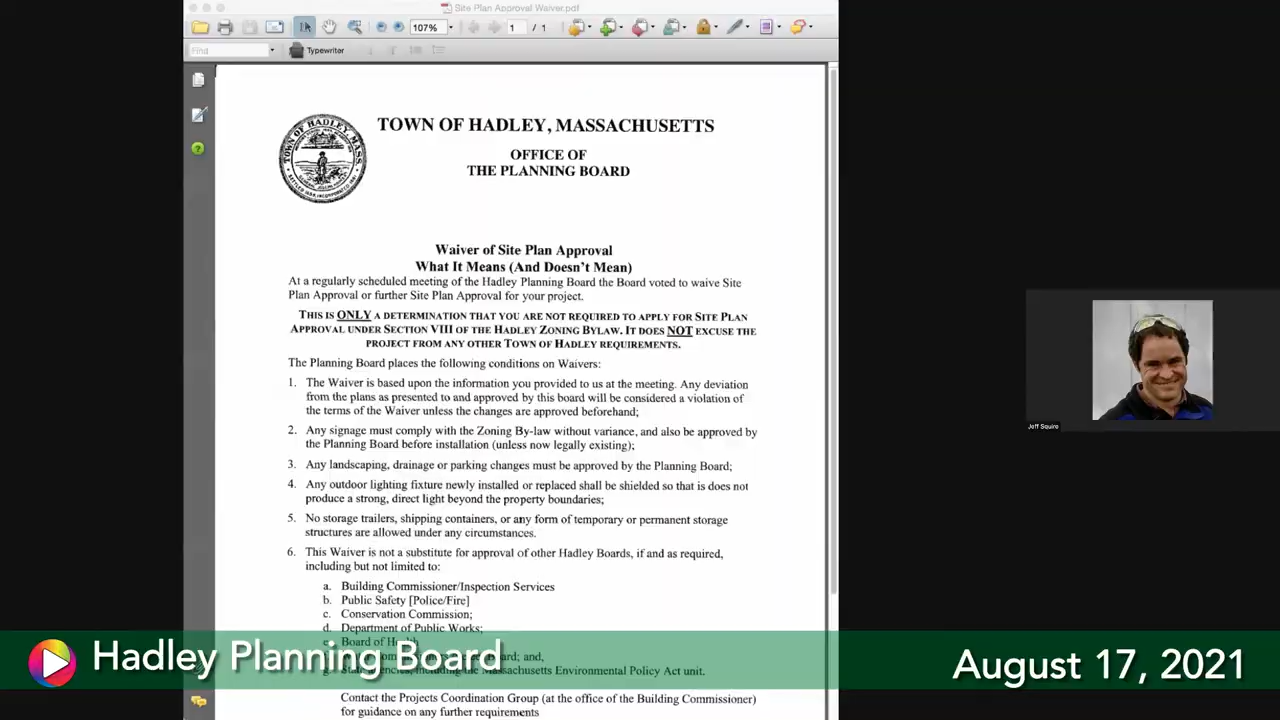 Site Plan Approval Waiver.pdf
107%
1 / 1
Find
Typewriter
TOWN OF HADLEY, MASS.
TOWN OF HADLEY, MASSACHUSETTS
OFFICE OF
THE PLANNING BOARD
Waiver of Site Plan Approval
What It Means (And Doesn't Mean)
At a regularly scheduled meeting of the Hadley Planning Board the Board voted to waive Site
Plan Approval or further Site Plan Approval for your project.
THIS IS ONLY A DETERMINATION THAT YOU ARE NOT REQUIRED TO APPLY FOR SITE PLAN
APPROVAL UNDER SECTION VIII OF THE HADLEY ZONING BYLAW. IT DOES NOT EXCUSE THE
PROJECT FROM ANY OTHER TOWN OF HADLEY REQUIREMENTS.
The Planning Board places the following conditions on Waivers:
1. The Waiver is based upon the information you provided to us at the meeting. Any deviation
from the plans as presented to and approved by this board will be considered a violation of
the terms of the Waiver unless the changes are approved beforehand;
2. Any signage must comply with the Zoning By-law without variance, and also be approved by
the Planning Board before installation (unless now legally existing);
3. Any landscaping, drainage or parking changes must be approved by the Planning Board;
4. Any outdoor lighting fixture newly installed or replaced shall be shielded so that is does not
produce a strong, direct light beyond the property boundaries;
5. No storage trailers, shipping containers, or any form of temporary or permanent storage
structures are allowed under any circumstances.
6. This Waiver is not a substitute for approval of other Hadley Boards, if and as required,
including but not limited to:
a. Building Commissioner/Inspection Services
b. Public Safety [Police/Fire]
c. Conservation Commission;
d. Department of Public Works;
e. Board of Health
Board; and,
State agencies, including the Massachusetts Environmental Policy Act unit.
Contact the Projects Coordination Group (at the office of the Building Commissioner)
for guidance on any further requirements
Jeff Squire
Hadley Planning Board
August 17, 2021